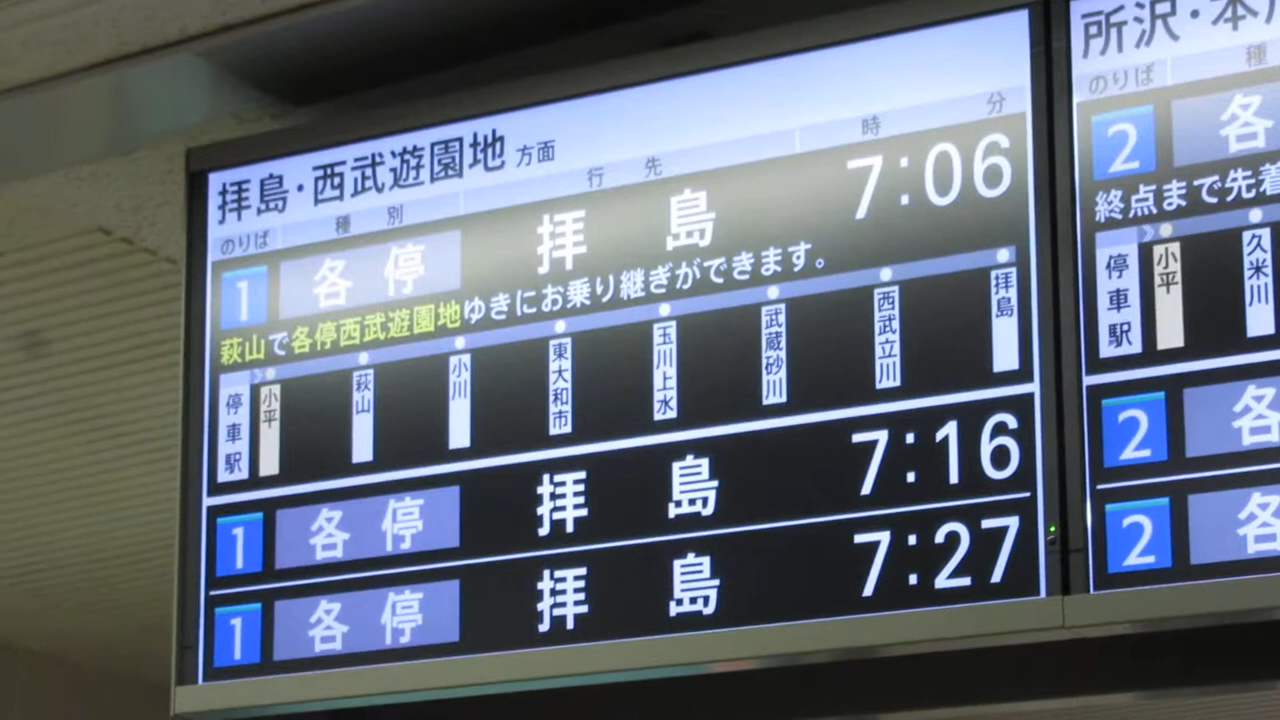 拝島・西武遊園地 方面
のりば 種別 行先 時 分
1 各停 拝島 7:06
萩山で各停西武遊園地ゆきにお乗り継ぎができます。
停車駅 小平 萩山 小川 東大和市 玉川上水 武蔵砂川 西武立川 拝島
1 各停 拝島 7:16
1 各停 拝島 7:27
所沢・本川
のりば 種
2 各
終点まで先着
停車駅 小平 久米川
2 各
2 各